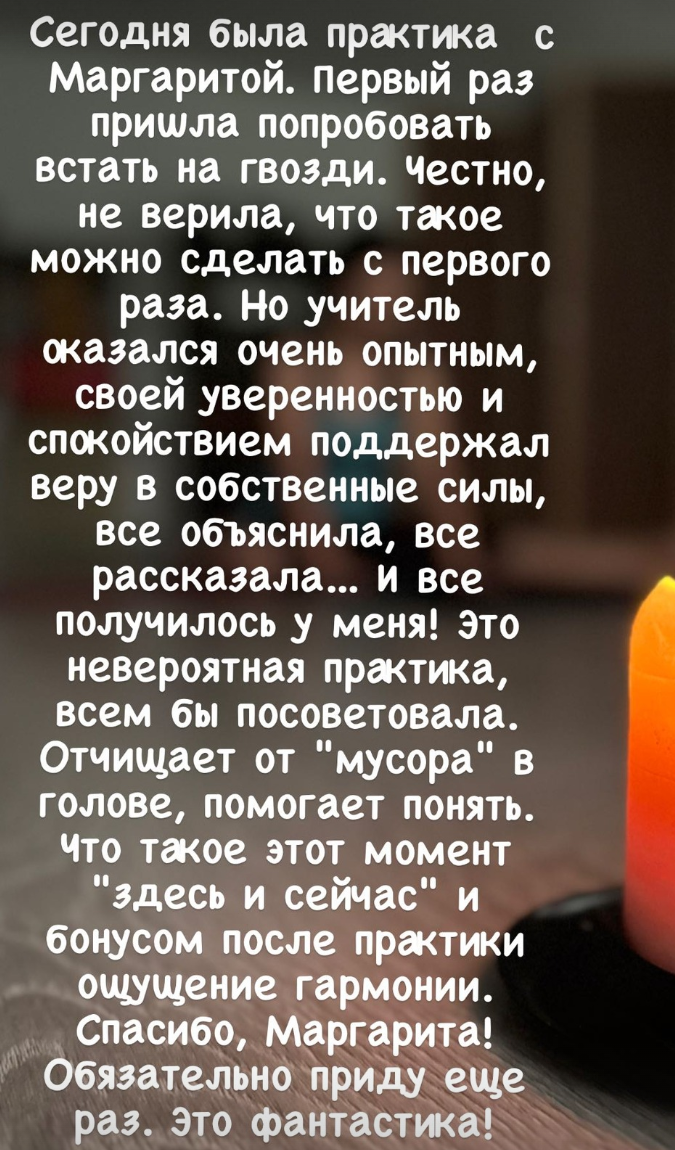 Сегодня была практика с
Маргаритой. Первый раз
пришла попробовать
встать на гвозди. Честно,
не верила, что такое
можно сделать с первого
раза. Но учитель
оказался очень опытным,
своей уверенностью и
спокойствием поддержал
веру в собственные силы,
все объяснила, все
рассказала... И все
получилось у меня! Это
невероятная практика,
всем бы посоветовала.
Отчищает от "мусора" в
голове, помогает понять.
Что такое этот момент
"здесь и сейчас" и
бонусом после практики
ощущение гармонии.
Спасибо, Маргарита!
Обязательно приду еще
раз. Это фантастика!